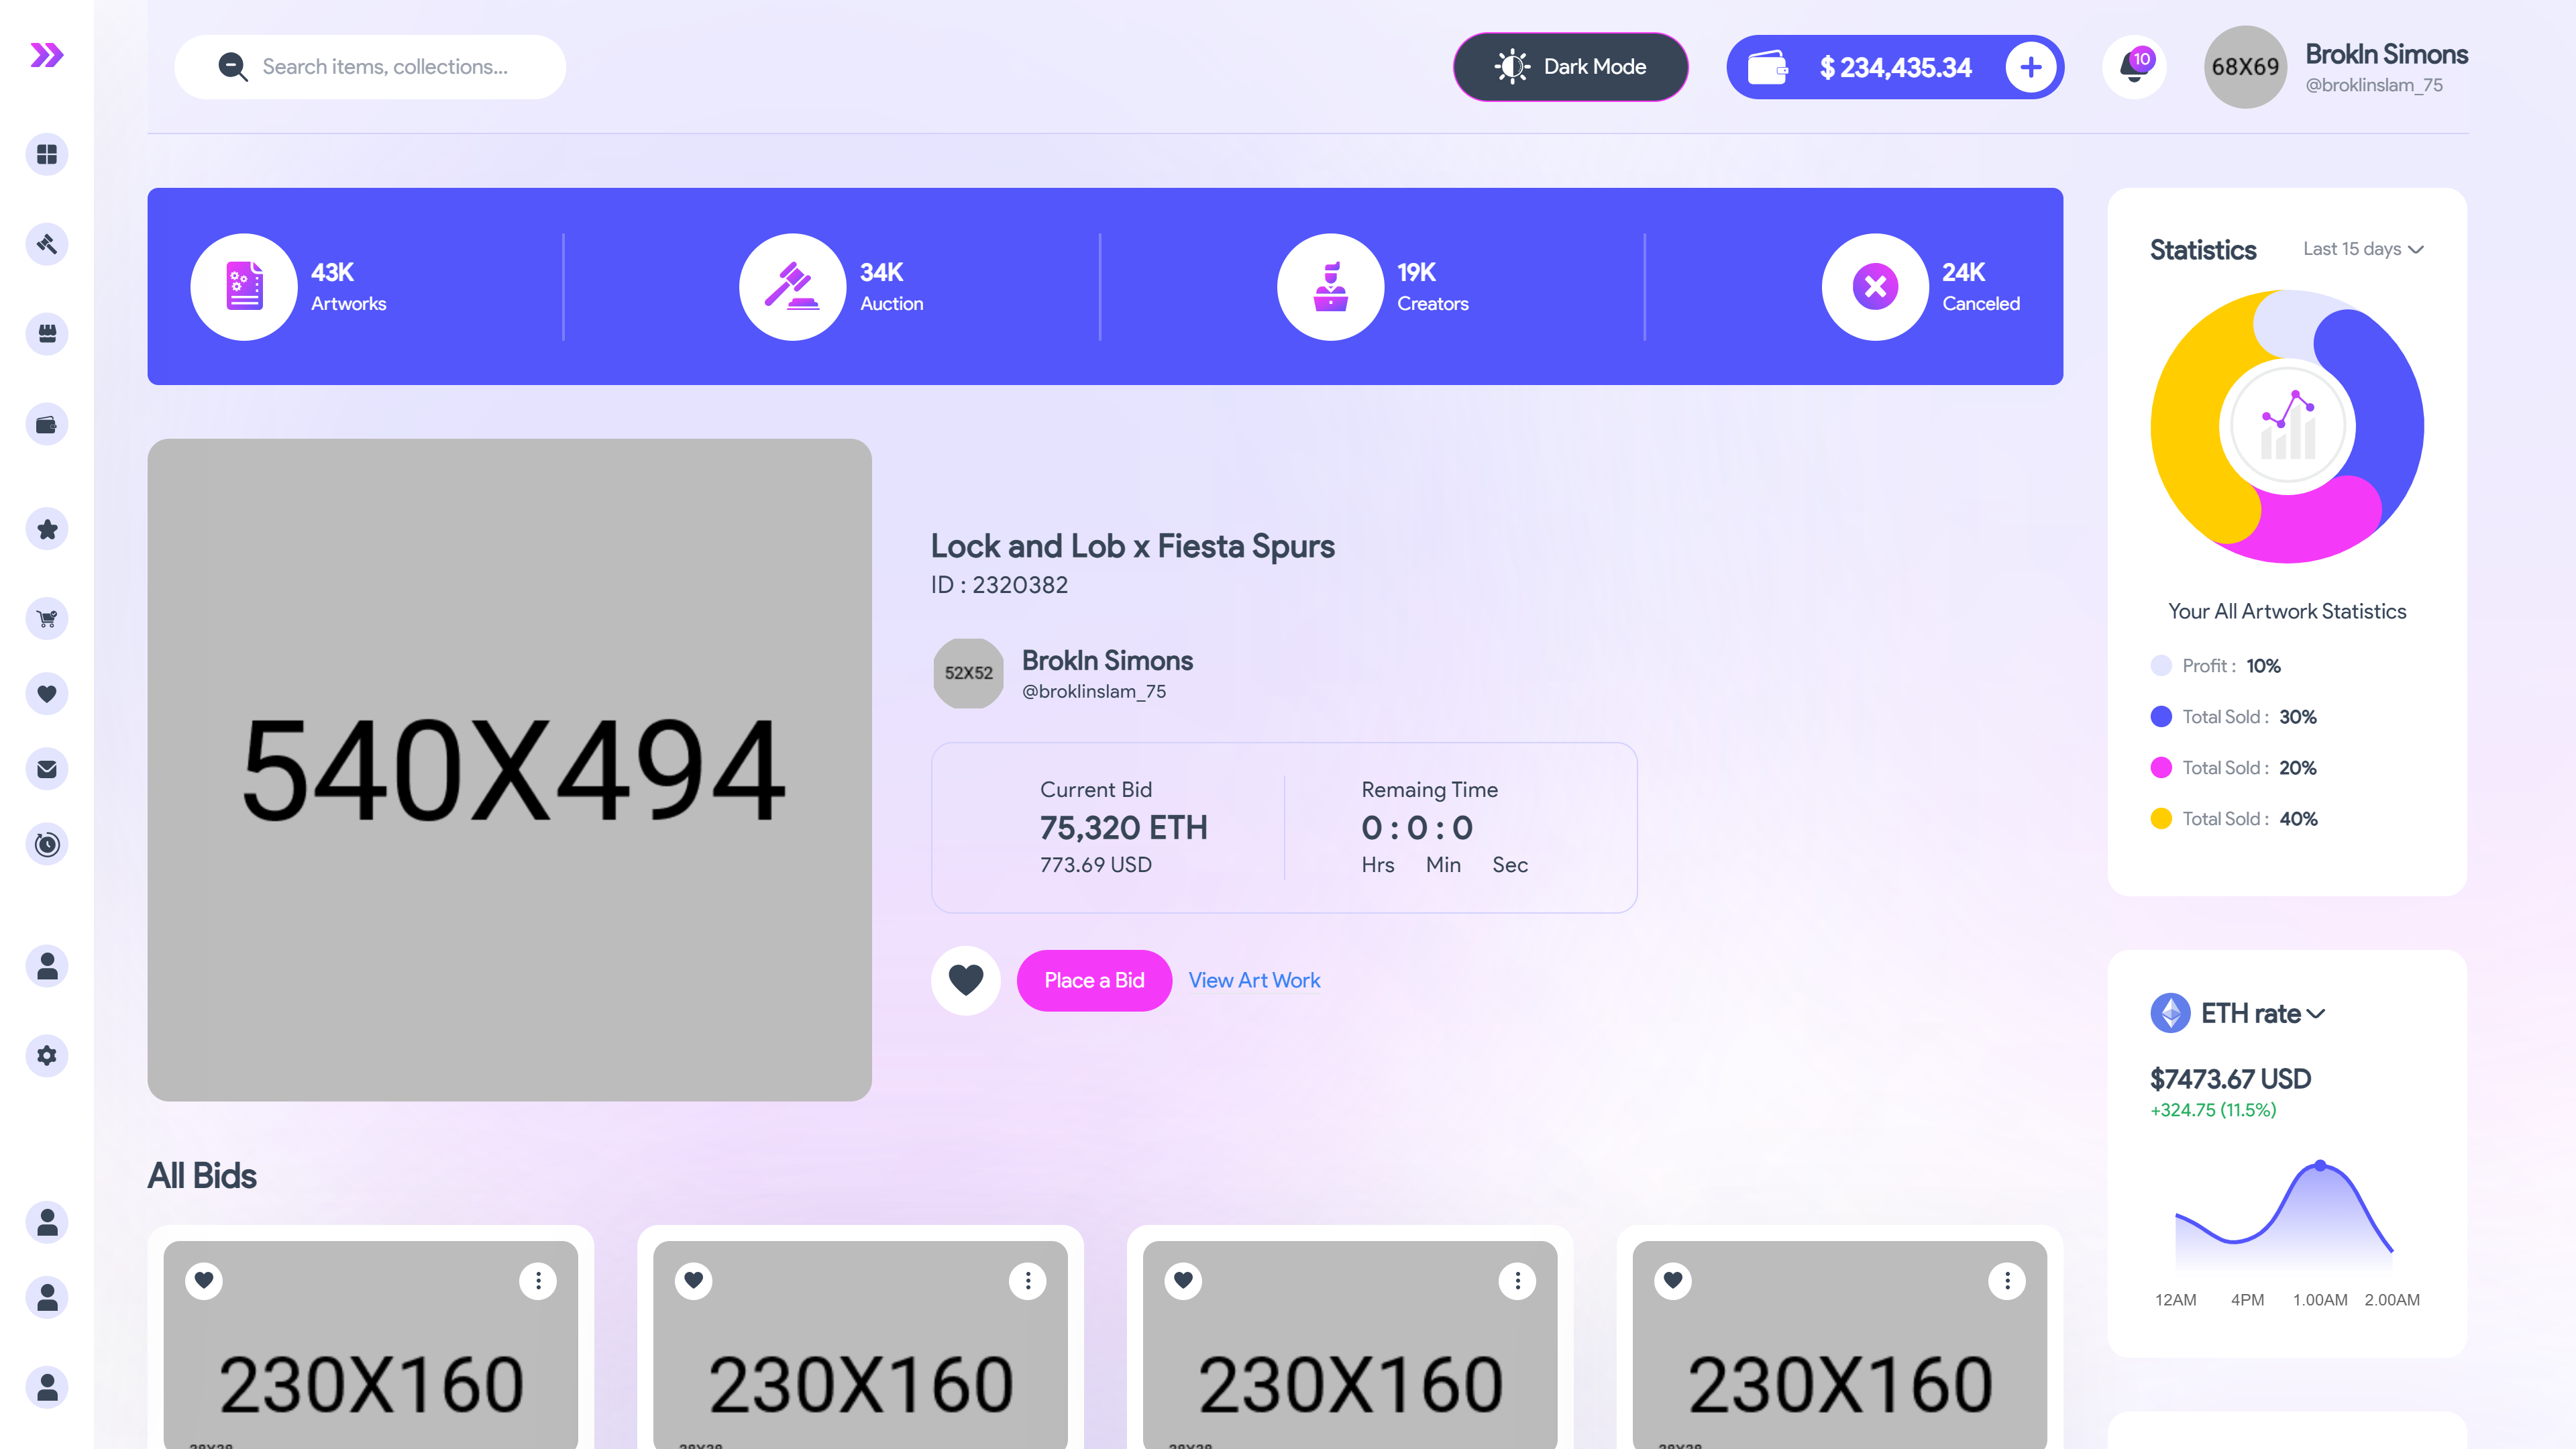 Search items, collections...
Dark Mode
$ 234,435.34
10
68X69
Brokln Simons
@broklinslam_75
43K
Artworks
34K
Auction
19K
Creators
24K
Canceled
540X494
Lock and Lob x Fiesta Spurs
ID : 2320382
52X52
Brokln Simons
@broklinslam_75
Current Bid
75,320 ETH
773.69 USD
Remaing Time
0 : 0 : 0
Hrs Min Sec
Place a Bid
View Art Work
Statistics
Last 15 days
Your All Artwork Statistics
Profit : 10%
Total Sold : 30%
Total Sold : 20%
Total Sold : 40%
ETH rate
$7473.67 USD
+324.75 (11.5%)
12AM 4PM 1.00AM 2.00AM
All Bids
230X160
230X160
230X160
230X160